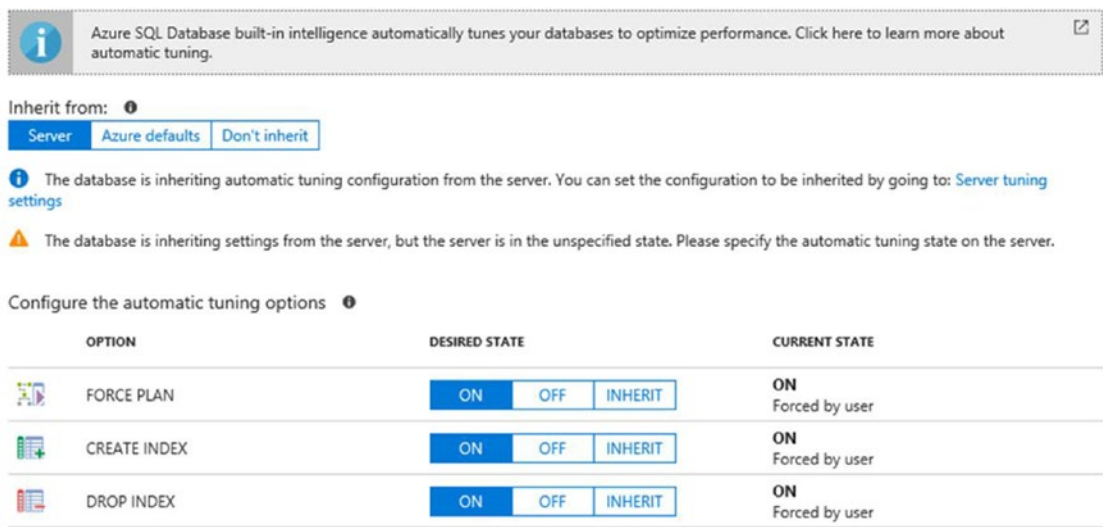 Azure SQL Database built-in intelligence automatically tunes your databases to optimize performance. Click here to learn more about
automatic tuning.
Inherit from:
Server Azure defaults Don't inherit
The database is inheriting automatic tuning configuration from the server. You can set the configuration to be inherited by going to: Server tuning
settings
The database is inheriting settings from the server, but the server is in the unspecified state. Please specify the automatic tuning state on the server.
Configure the automatic tuning options
OPTION DESIRED STATE CURRENT STATE
FORCE PLAN ON OFF INHERIT ON
Forced by user
CREATE INDEX ON OFF INHERIT ON
Forced by user
DROP INDEX ON OFF INHERIT ON
Forced by user